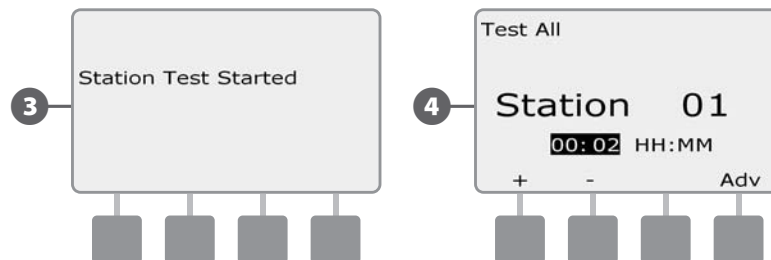 3
Station Test Started
4
Test All
Station 01
00:02 HH:MM
+ - Adv